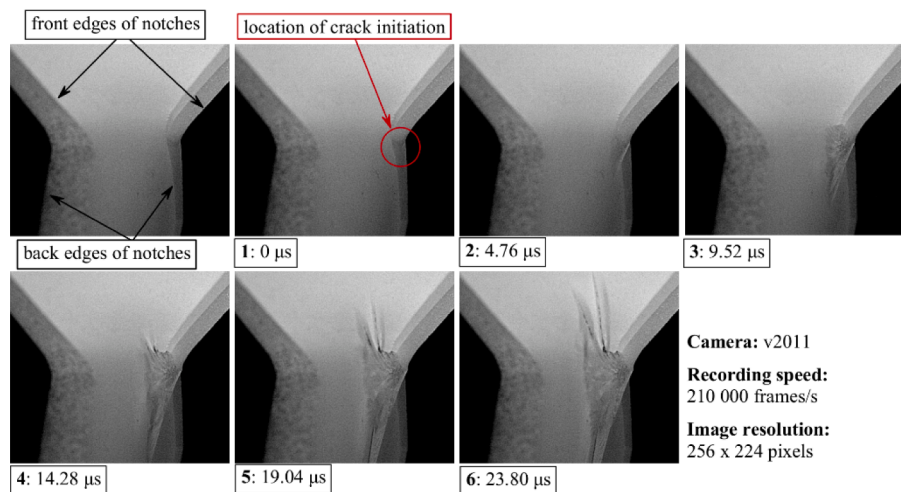 front edges of notches
location of crack initiation
back edges of notches
1: 0 μs
2: 4.76 μs
3: 9.52 μs
4: 14.28 μs
5: 19.04 μs
6: 23.80 μs
Camera: v2011
Recording speed:
210 000 frames/s
Image resolution:
256 x 224 pixels